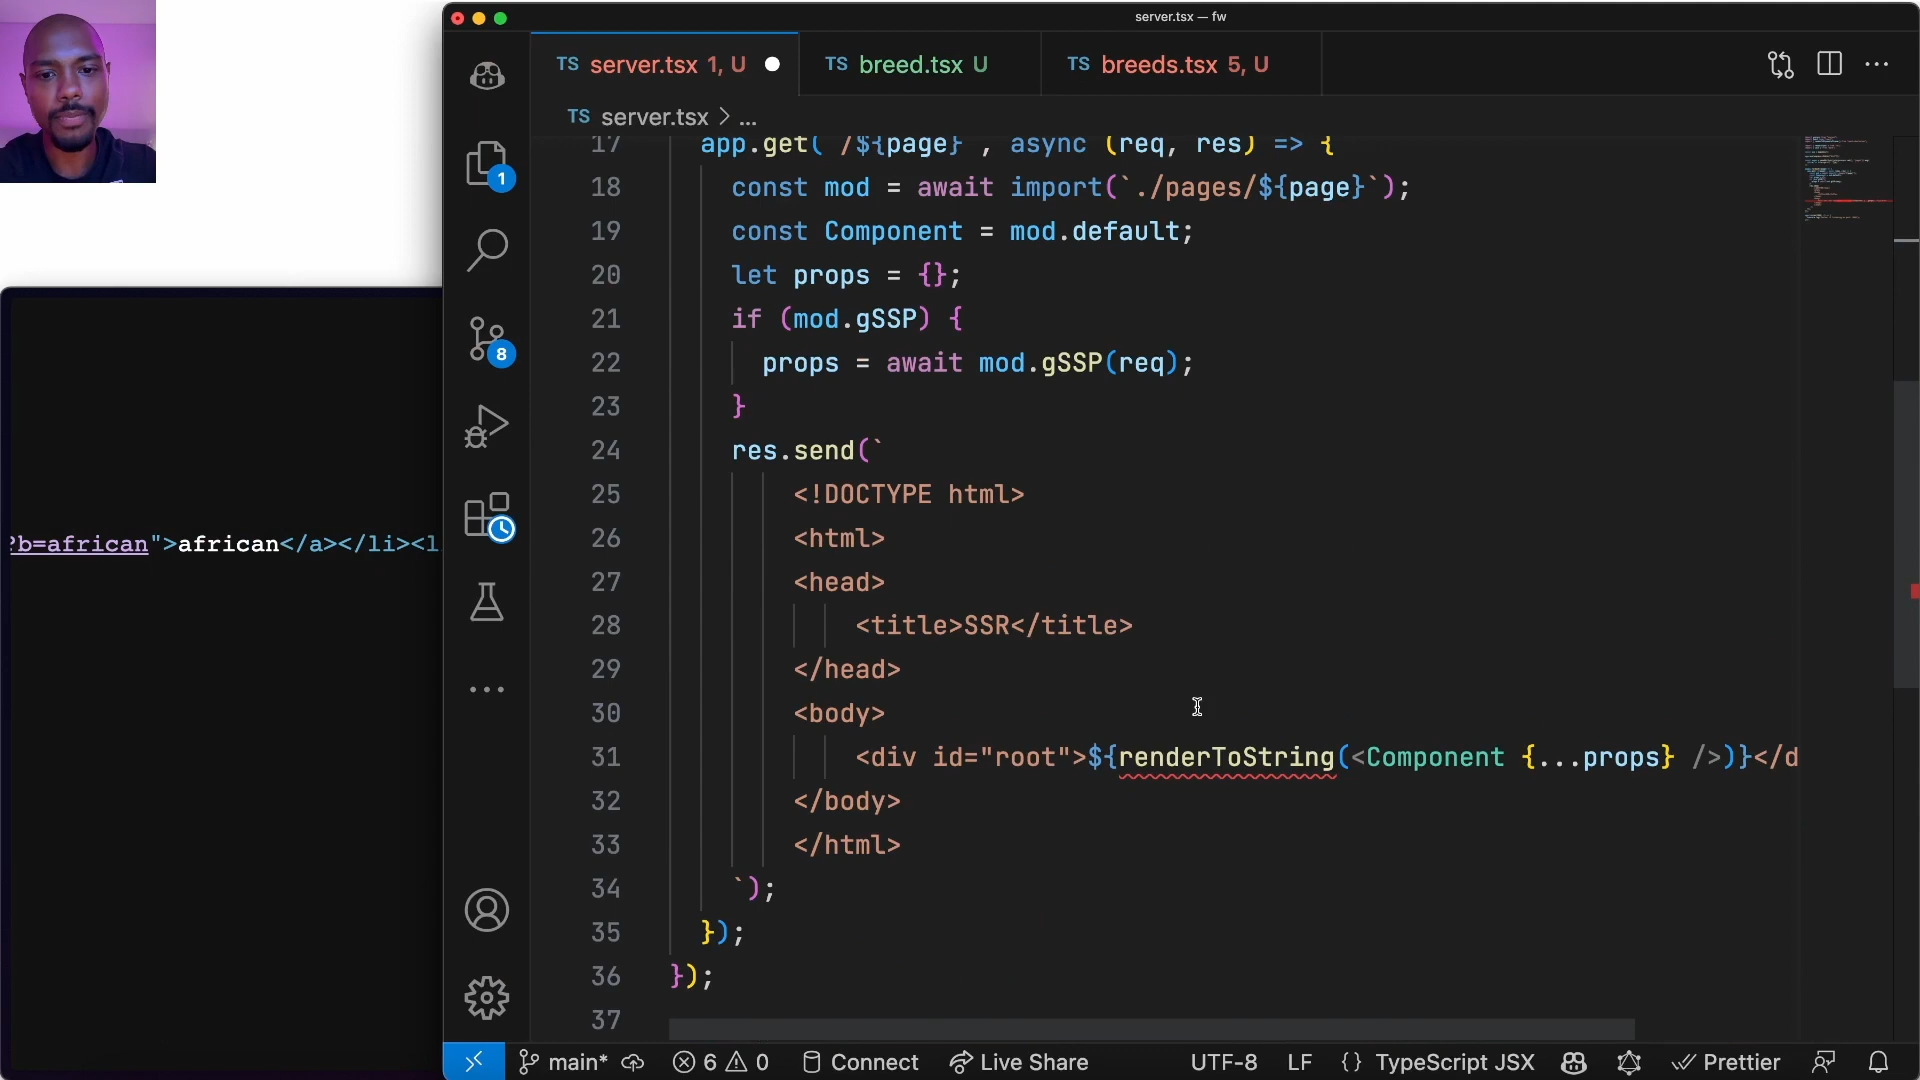 server.tsx — fw
TS server.tsx 1, U
TS breed.tsx U
TS breeds.tsx 5, U
TS server.tsx > ...
17 app.get(`/${page}`, async (req, res) => {
18 const mod = await import(`./pages/${page}`);
19 const Component = mod.default;
20 let props = {};
21 if (mod.gSSP) {
22 props = await mod.gSSP(req);
23 }
24 res.send(`
25 <!DOCTYPE html>
26 <html>
27 <head>
28 <title>SSR</title>
29 </head>
30 <body>
31 <div id="root">${renderToString(<Component {...props} />)}</d
32 </body>
33 </html>
34 `);
35 });
36 });
37
1
8
?b=african">african</a></li><l
main* 6 0 Connect Live Share UTF-8 LF {} TypeScript JSX Prettier